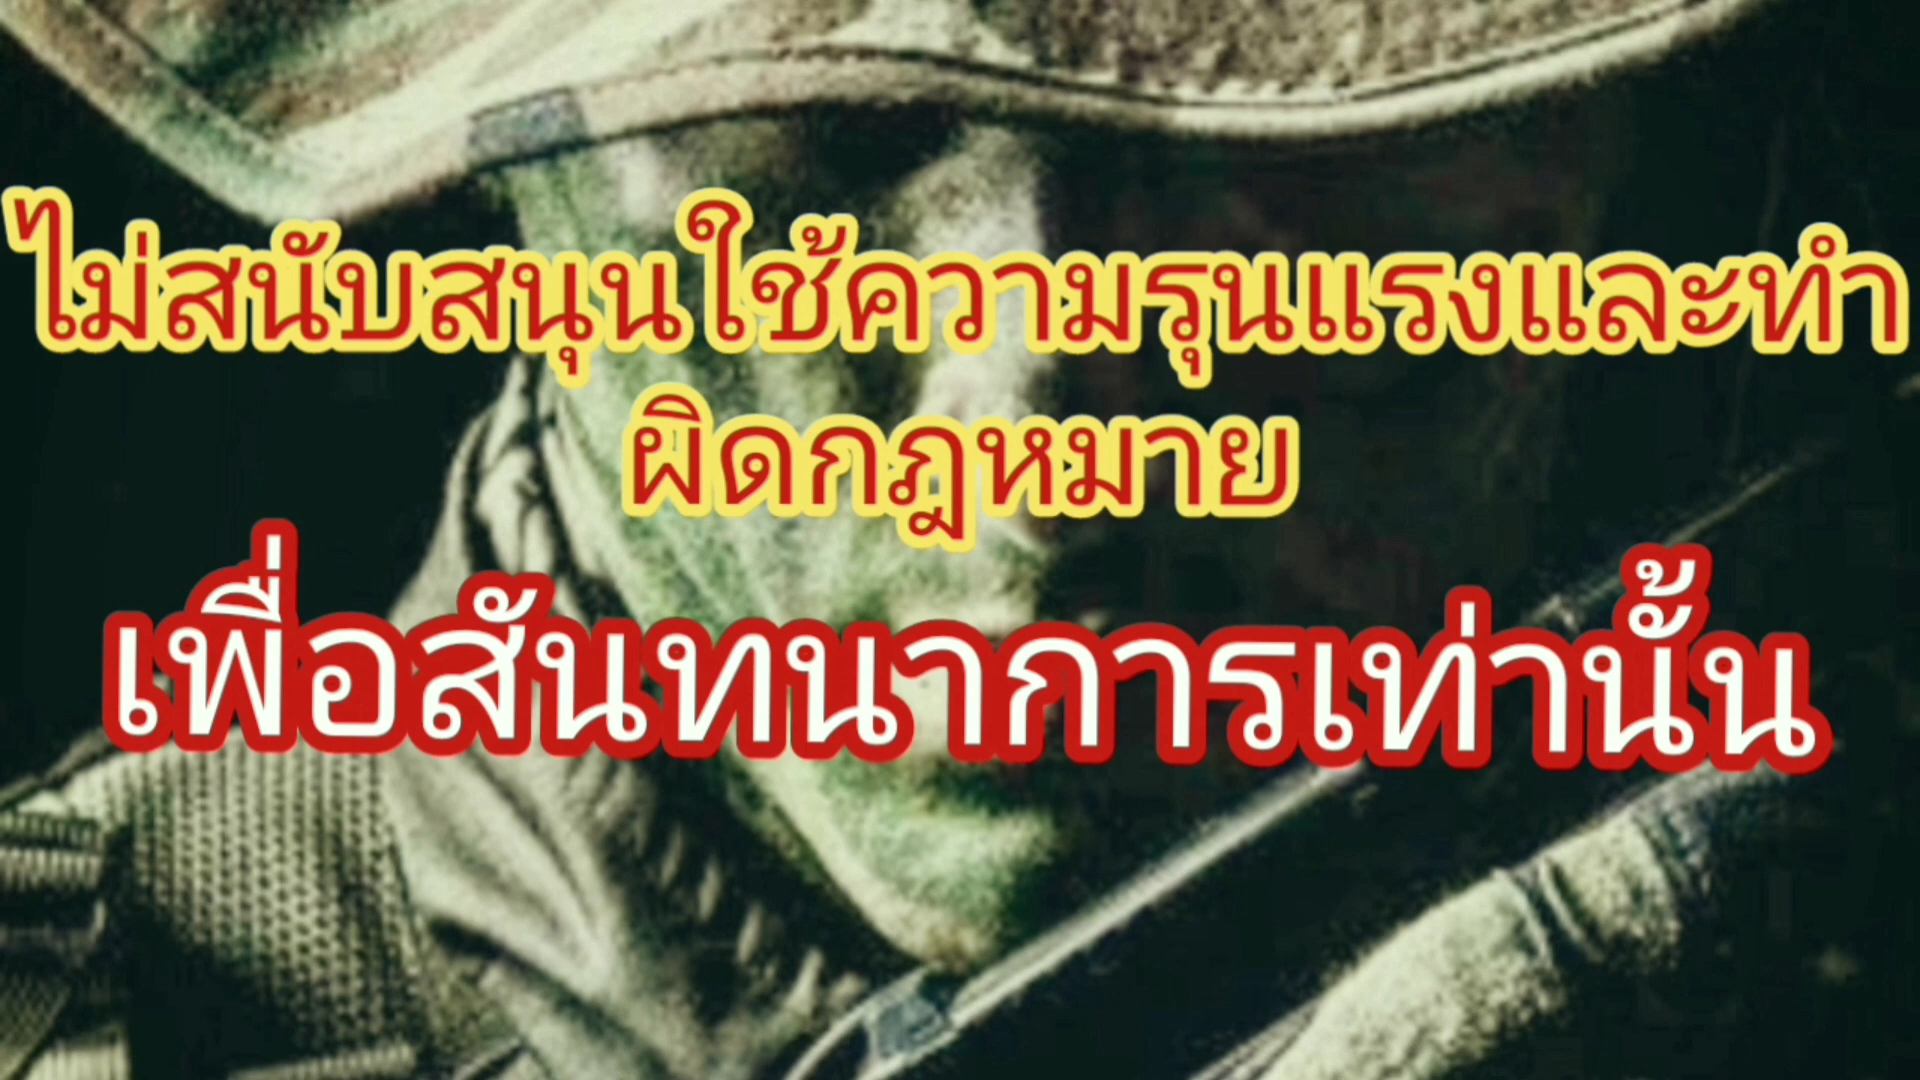 ไม่สนับสนุนใช้ความรุนแรงและทำ
ผิดกฎหมาย
เพื่อสันทนาการเท่านั้น